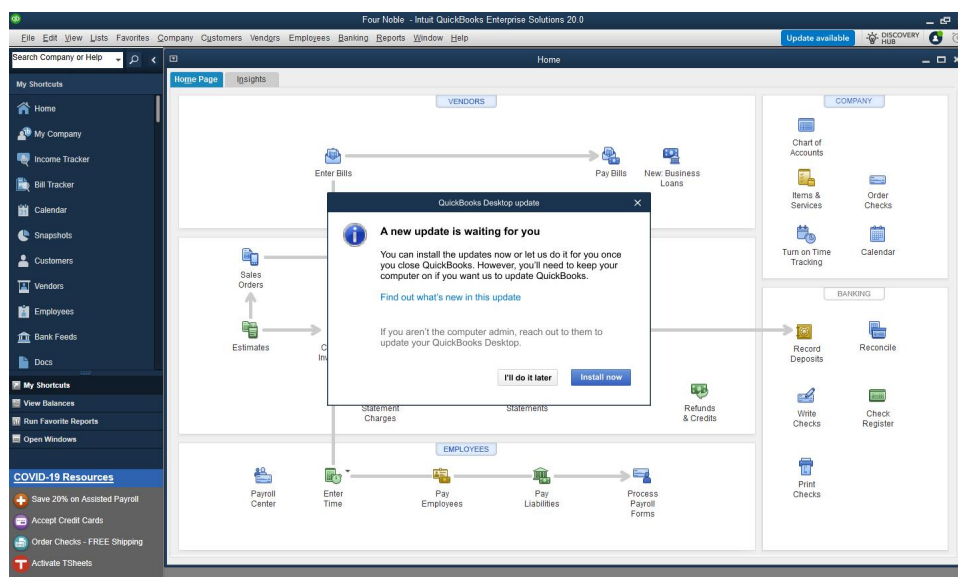 qb
Four Noble - Intuit QuickBooks Enterprise Solutions 20.0
File Edit View Lists Favorites Company Customers Vendors Employees Banking Reports Window Help
Update available
DISCOVERY
HUB
Search Company or Help
Home
My Shortcuts
Home
My Company
Income Tracker
Bill Tracker
Calendar
Snapshots
Customers
Vendors
Employees
Bank Feeds
Docs
My Shortcuts
View Balances
Run Favorite Reports
Open Windows
COVID-19 Resources
Save 20% on Assisted Payroll
Accept Credit Cards
Order Checks - FREE Shipping
Activate TSheets
Home Page
Insights
VENDORS
Enter Bills
Pay Bills
New: Business
Loans
Sales
Orders
Estimates
QuickBooks Desktop update
A new update is waiting for you
You can install the updates now or let us do it for you once
you close QuickBooks. However, you'll need to keep your
computer on if you want us to update QuickBooks.
Find out what's new in this update
If you aren't the computer admin, reach out to them to
update your QuickBooks Desktop.
I'll do it later
Install now
Statement
Charges
Statements
Refunds
& Credits
EMPLOYEES
Payroll
Center
Enter
Time
Pay
Employees
Pay
Liabilities
Process
Payroll
Forms
COMPANY
Chart of
Accounts
Items &
Services
Order
Checks
Turn on Time
Tracking
Calendar
BANKING
Record
Deposits
Reconcile
Write
Checks
Check
Register
Print
Checks